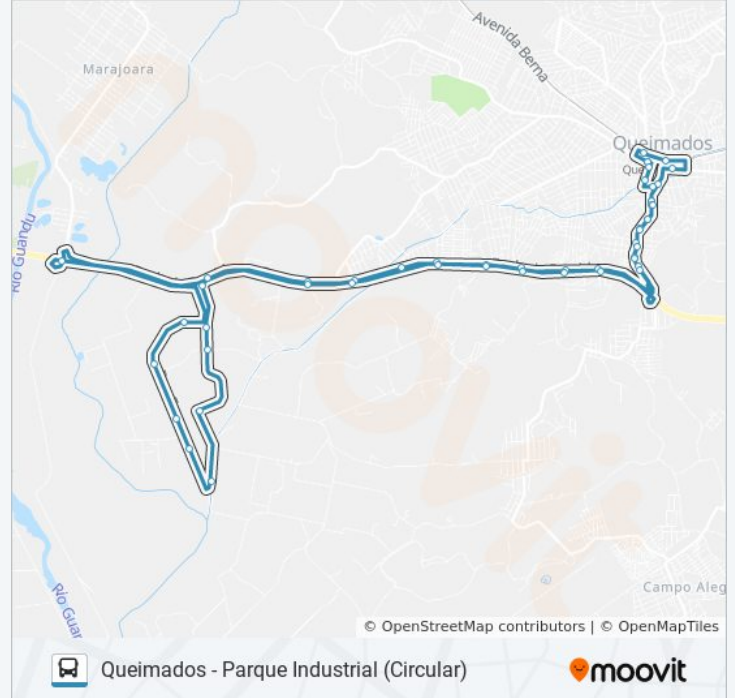 Avenida Berna
Marajoara
Queimados
Que
Rio Guandu
Campo Aleg
Rio Guar
© OpenStreetMap contributors | © OpenMapTiles
Queimados - Parque Industrial (Circular)
moovit
moovit